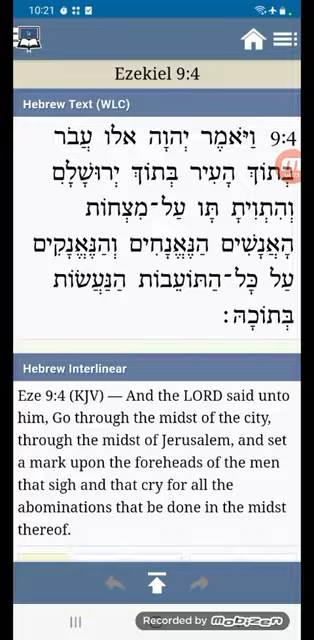 10:21
Ezekiel 9:4
Hebrew Text (WLC)
9:4 וַיֹּאמֶר יְהוָה אלו עֲבֹר
בְּתוֹךְ הָעִיר בְּתוֹךְ יְרוּשָׁלִָם
וְהִתְוִיתָ תָּו עַל־מִצְחוֹת
הָאֲנָשִׁים הַנֶּאֱנָחִים וְהַנֶּאֱנָקִים
עַל כָּל־הַתּוֹעֵבוֹת הַנַּעֲשׂוֹת
בְּתוֹכָהּ׃
Hebrew Interlinear
Eze 9:4 (KJV) — And the LORD said unto
him, Go through the midst of the city,
through the midst of Jerusalem, and set
a mark upon the foreheads of the men
that sigh and that cry for all the
abominations that be done in the midst
thereof.
Recorded by mobizen